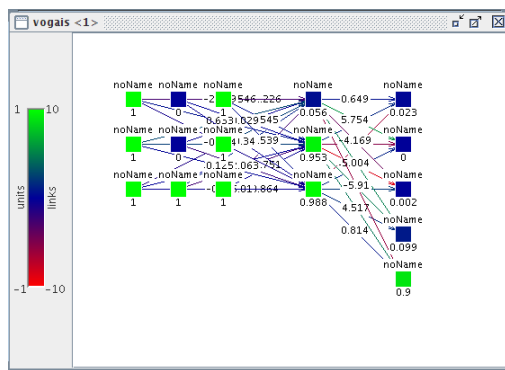 vogais <1>
noName noName noName noName noName
0.649
1 0 1 0.056 0.023
5.754
noName noName noName noName noName
-4.169
1 0 1 0.953 0
-5.004
noName noName noName noName noName
-5.91
1 1 1 0.988 0.002
4.517
noName
0.814
0.099
noName
0.9
1 10
units links
-1 -10